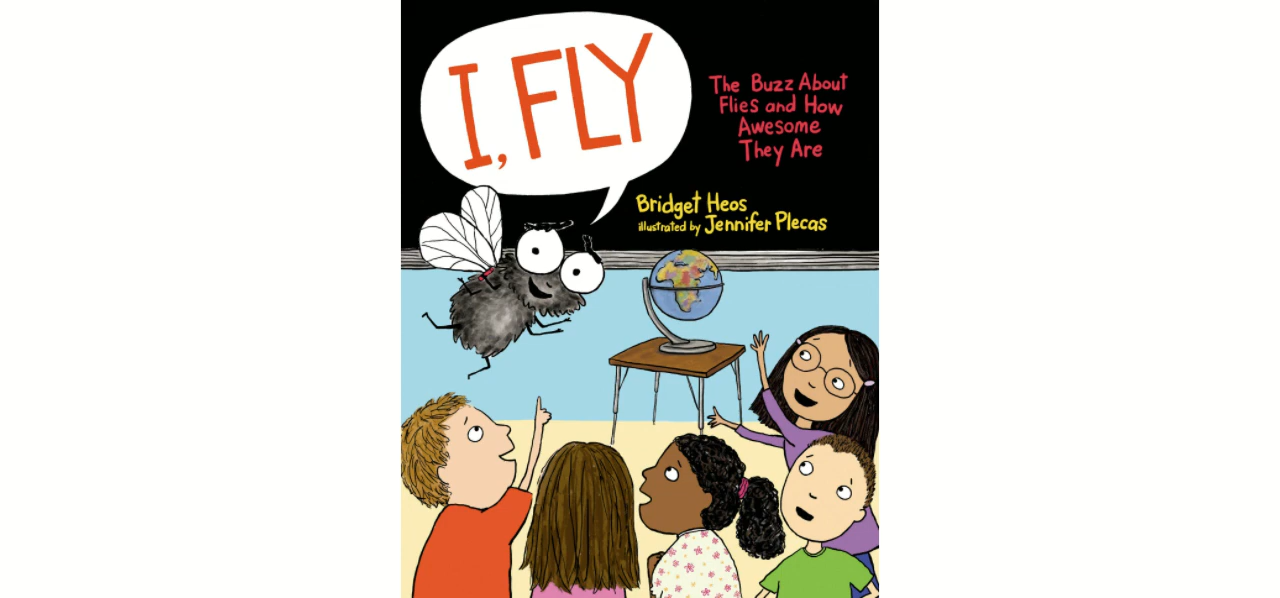 I, FLY
The Buzz About
Flies and How
Awesome
They Are
Bridget Heos
illustrated by Jennifer Plecas